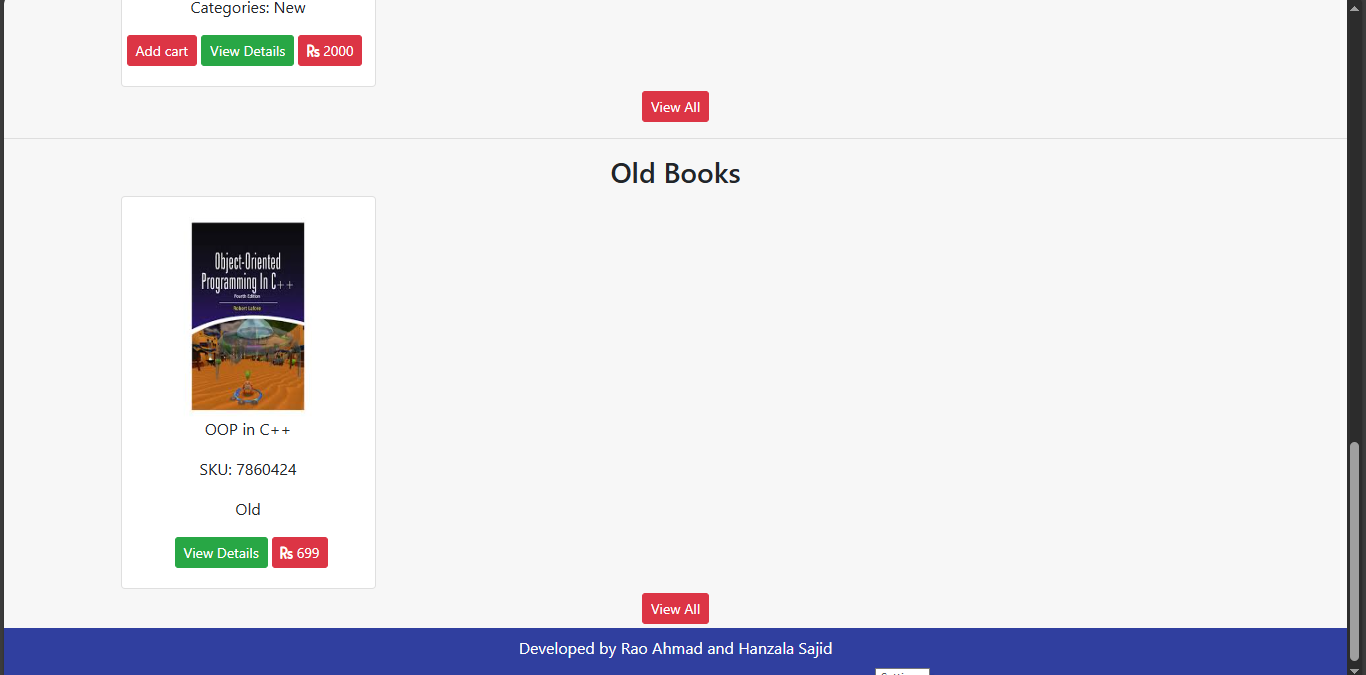 Categories: New
Add cart View Details Rs 2000
View All
Old Books
Object-Oriented
Programming In C++
Fourth Edition
Robert Lafore
OOP in C++
SKU: 7860424
Old
View Details Rs 699
View All
Developed by Rao Ahmad and Hanzala Sajid